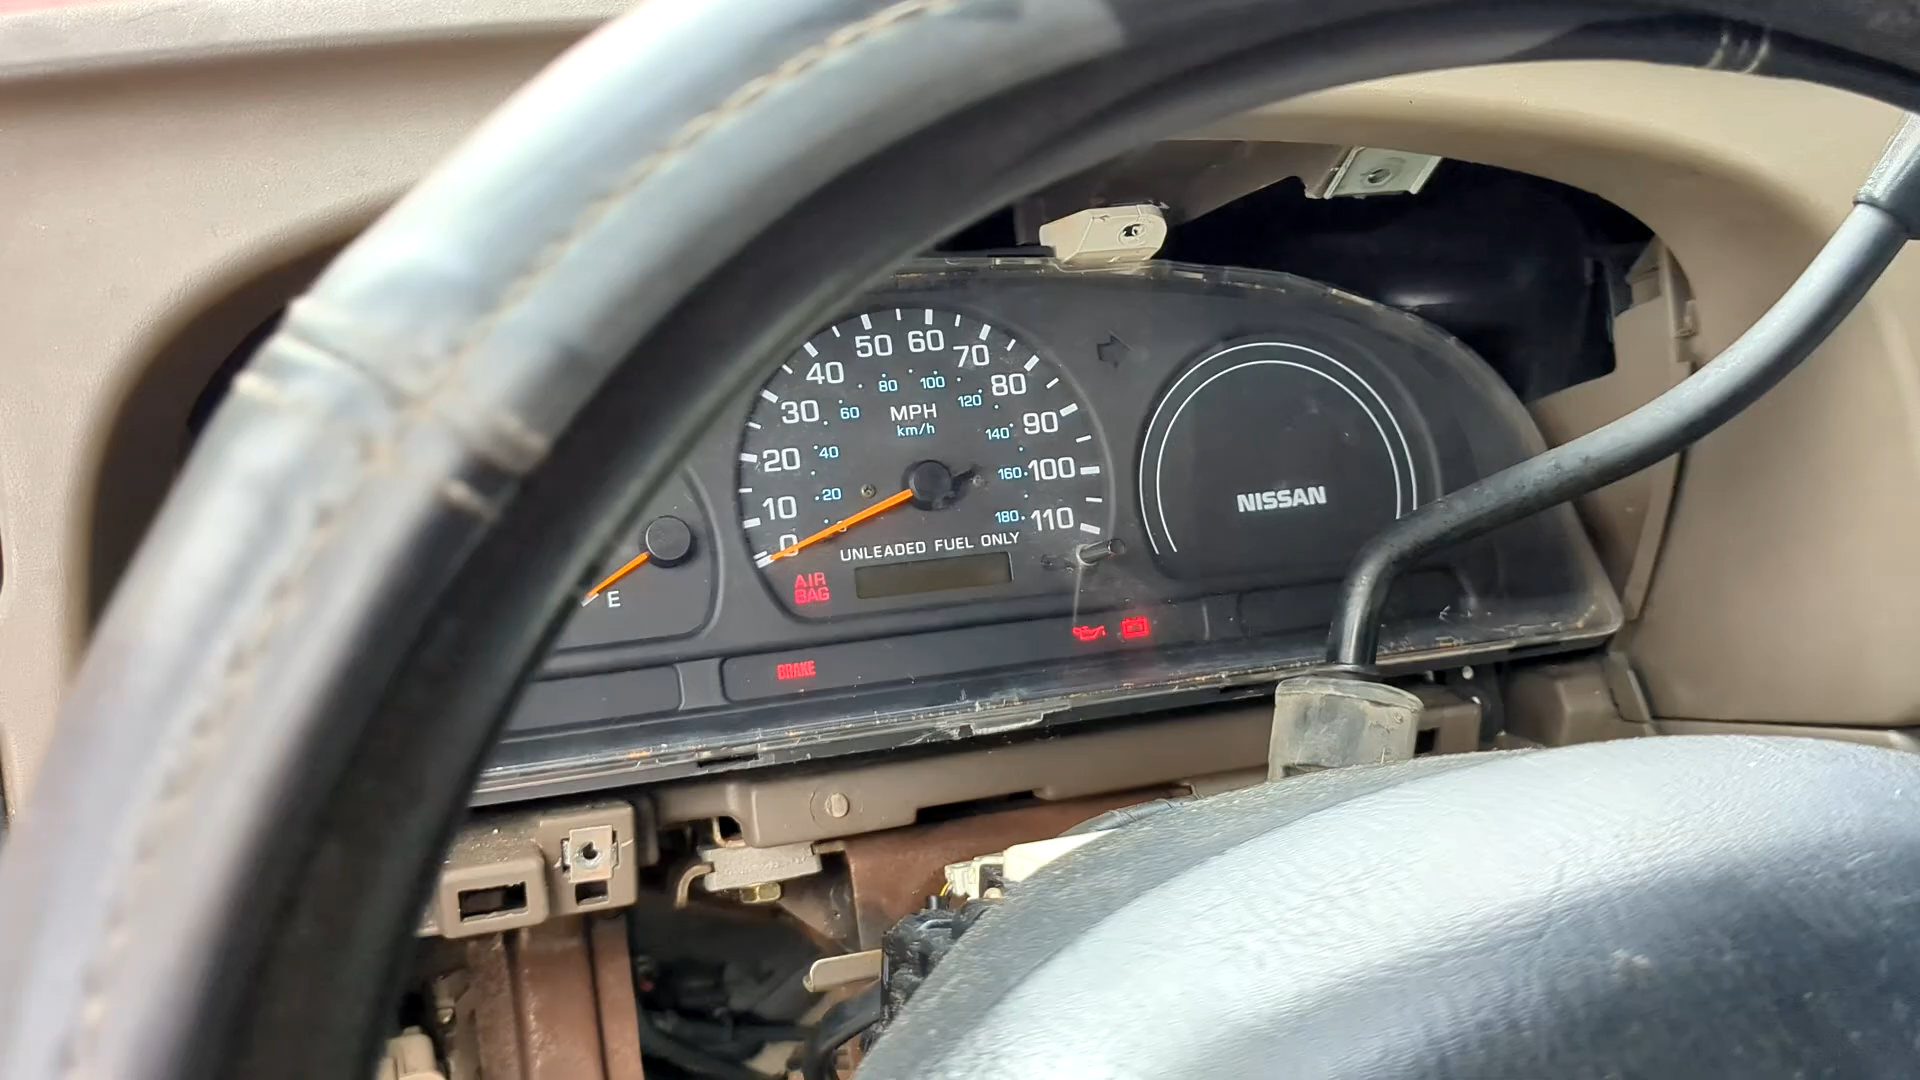 50 60
40 70
80 100
30 60 MPH 120 80
km/h
140 90
20 40
160 100
10 20
180 110
0
UNLEADED FUEL ONLY
NISSAN
AIR
BAG
E
BRAKE